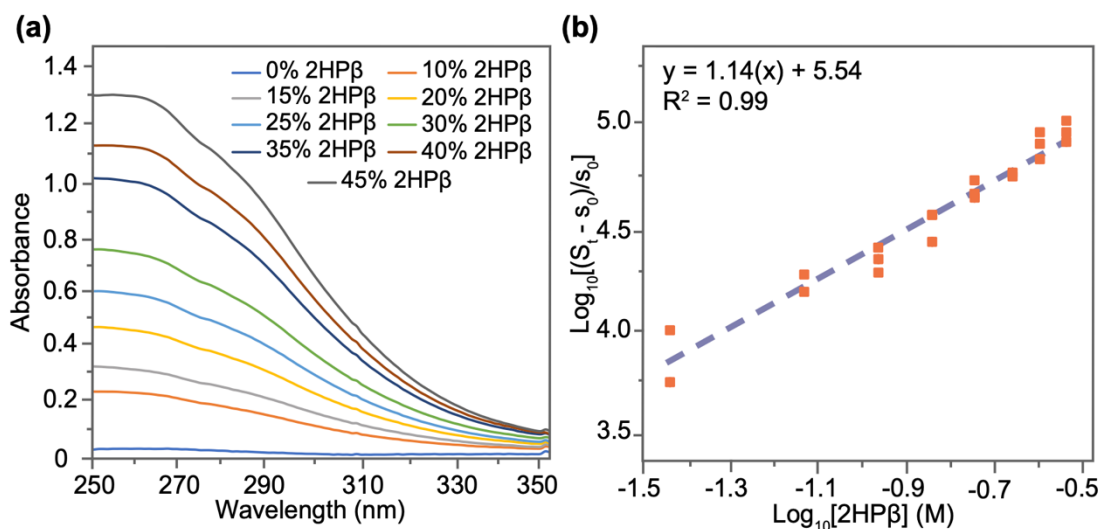 (a)
1.4
1.2
1.0
0.8
0.6
0.4
0.2
0
Absorbance
0% 2HPβ
10% 2HPβ
15% 2HPβ
20% 2HPβ
25% 2HPβ
30% 2HPβ
35% 2HPβ
40% 2HPβ
45% 2HPβ
250 270 290 310 330 350
Wavelength (nm)
(b)
y = 1.14(x) + 5.54
R² = 0.99
5.0
4.5
4.0
3.5
Log₁₀[(Sₜ - s₀)/s₀]
-1.5 -1.3 -1.1 -0.9 -0.7 -0.5
Log₁₀[2HPβ] (M)